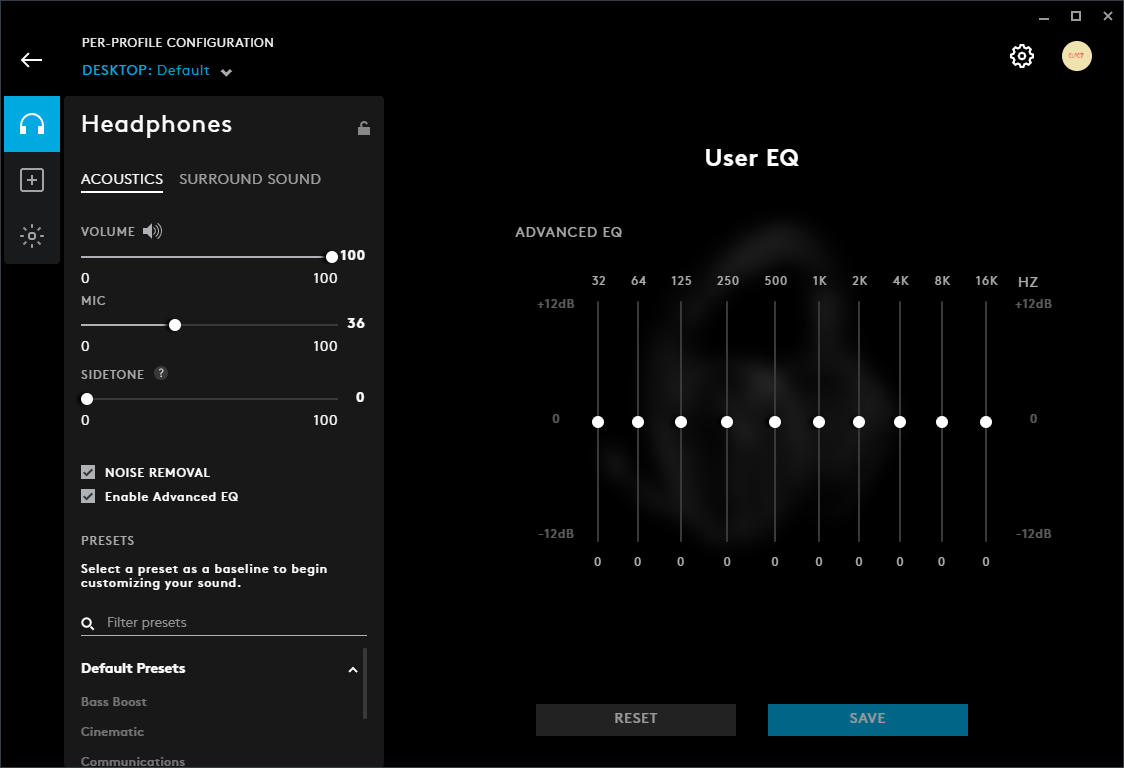 PER-PROFILE CONFIGURATION
DESKTOP: Default
Headphones
ACOUSTICS SURROUND SOUND
VOLUME
100
0 100
MIC
36
0 100
SIDETONE ?
0
0 100
NOISE REMOVAL
Enable Advanced EQ
PRESETS
Select a preset as a baseline to begin
customizing your sound.
Filter presets
Default Presets
Bass Boost
Cinematic
Communications
User EQ
ADVANCED EQ
32 64 125 250 500 1K 2K 4K 8K 16K HZ
+12dB +12dB
0 0
-12dB -12dB
0 0 0 0 0 0 0 0 0 0
RESET SAVE